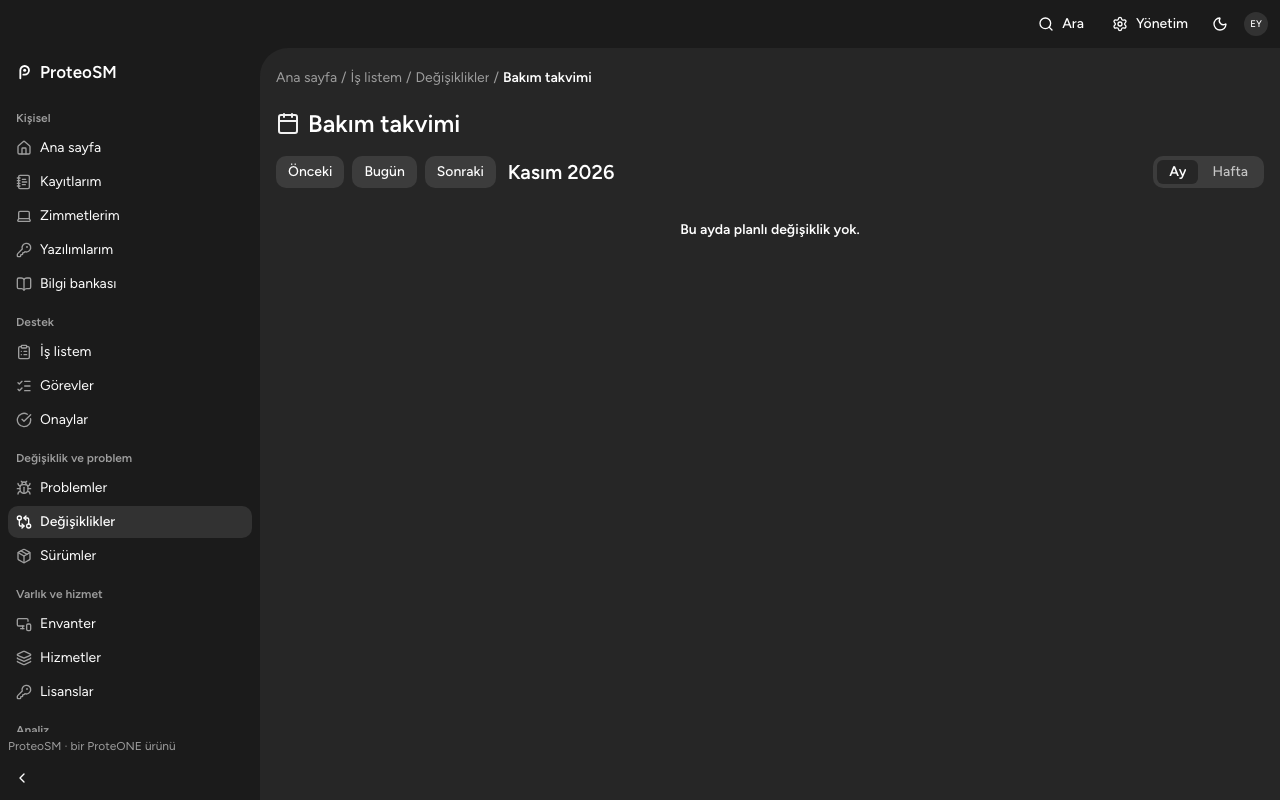 Ara
Yönetim
EY
ProteoSM
Kişisel
Ana sayfa
Kayıtlarım
Zimmetlerim
Yazılımlarım
Bilgi bankası
Destek
İş listem
Görevler
Onaylar
Değişiklik ve problem
Problemler
Değişiklikler
Sürümler
Varlık ve hizmet
Envanter
Hizmetler
Lisanslar
Analiz
ProteoSM · bir ProteONE ürünü
Ana sayfa / İş listem / Değişiklikler / Bakım takvimi
Bakım takvimi
Önceki Bugün Sonraki Kasım 2026
Ay Hafta
Bu ayda planlı değişiklik yok.